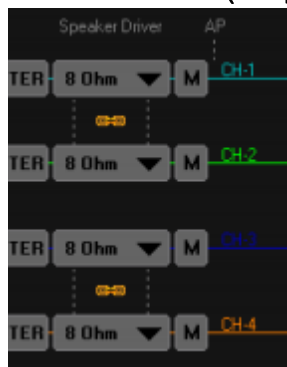 Speaker Driver AP
TER 8 Ohm M CH-1
TER 8 Ohm M CH-2
TER 8 Ohm M CH-3
TER 8 Ohm M CH-4